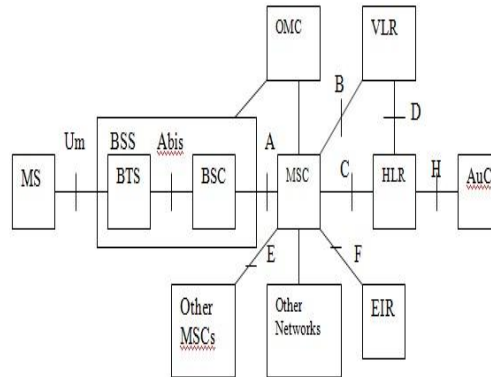 OMC
VLR
B
D
Um
BSS
Abis
A
MS
BTS
BSC
MSC
C
HLR
H
AuC
E
F
Other
MSCs
Other
Networks
EIR